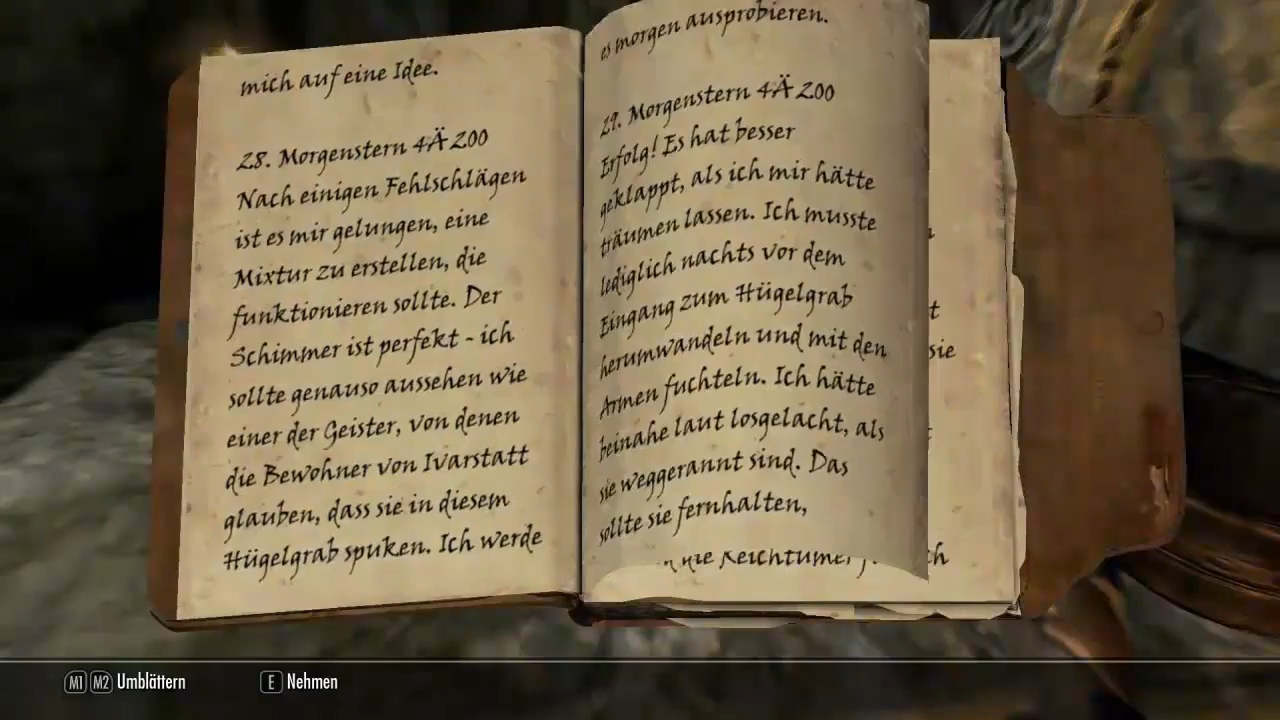 mich auf eine Idee.
28. Morgenstern 4Ä 200
Nach einigen Fehlschlägen
ist es mir gelungen, eine
Mixtur zu erstellen, die
funktionieren sollte. Der
Schimmer ist perfekt - ich
sollte genauso aussehen wie
einer der Geister, von denen
die Bewohner von Ivarstatt
glauben, dass sie in diesem
Hügelgrab spuken. Ich werde
es morgen ausprobieren.
29. Morgenstern 4Ä 200
Erfolg! Es hat besser
geklappt, als ich mir hätte
träumen lassen. Ich musste
lediglich nachts vor dem
Eingang zum Hügelgrab
herumwandeln und mit den
Armen fuchteln. Ich hätte
beinahe laut losgelacht, als
sie weggerannt sind. Das
sollte sie fernhalten,
sie
M1 M2 Umblättern
E Nehmen